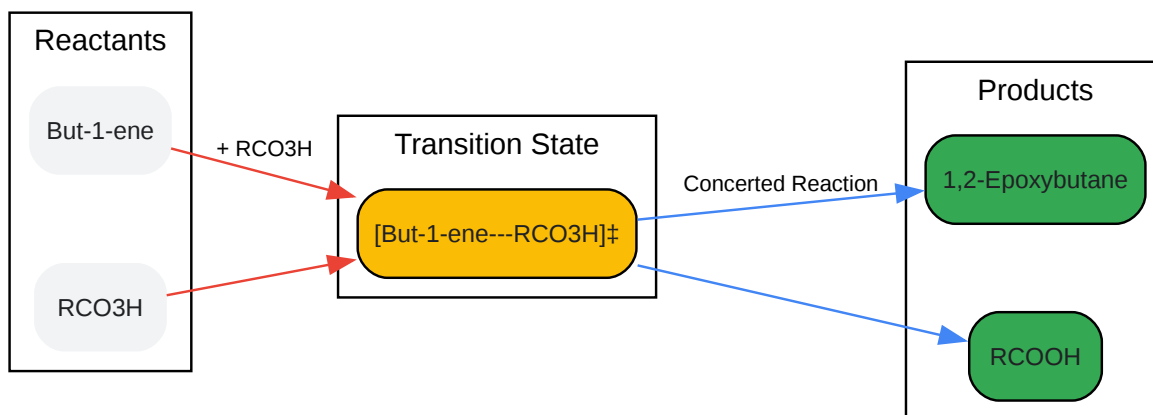 Reactants
But-1-ene
RCO3H
+ RCO3H
Transition State
[But-1-ene---RCO3H]‡
Concerted Reaction
Products
1,2-Epoxybutane
RCOOH